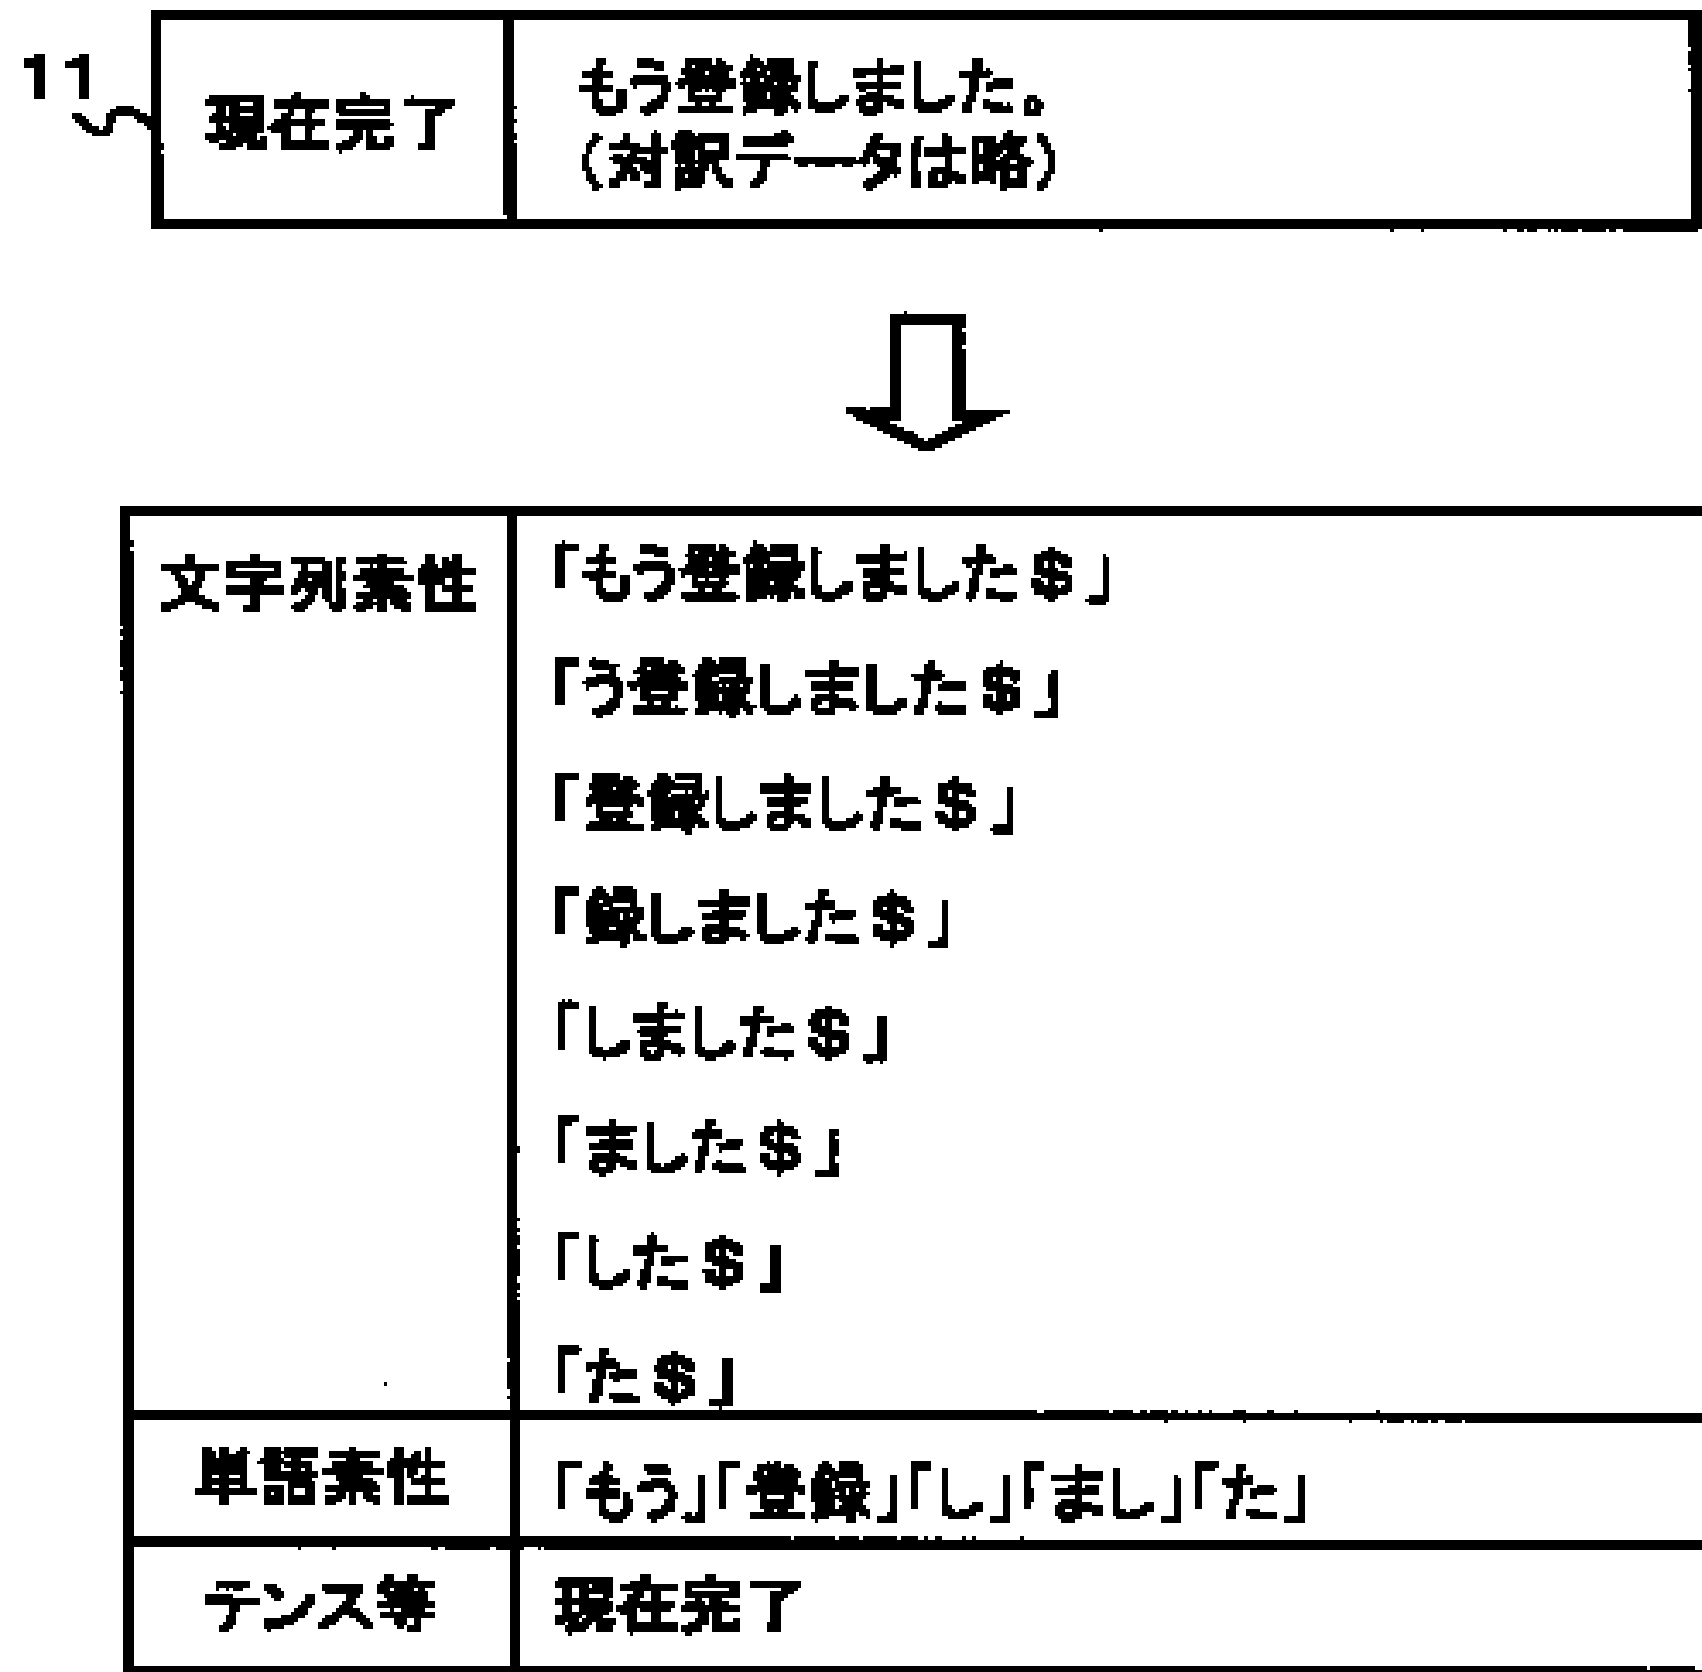 11
現在完了
もう登録しました。
(対訳データは略)
文字列素性
「もう登録しました$」
「う登録しました$」
「登録しました$」
「録しました$」
「しました$」
「ました$」
「した$」
「た$」
単語素性
「もう」「登録」「し」「まし」「た」
テンス等
現在完了